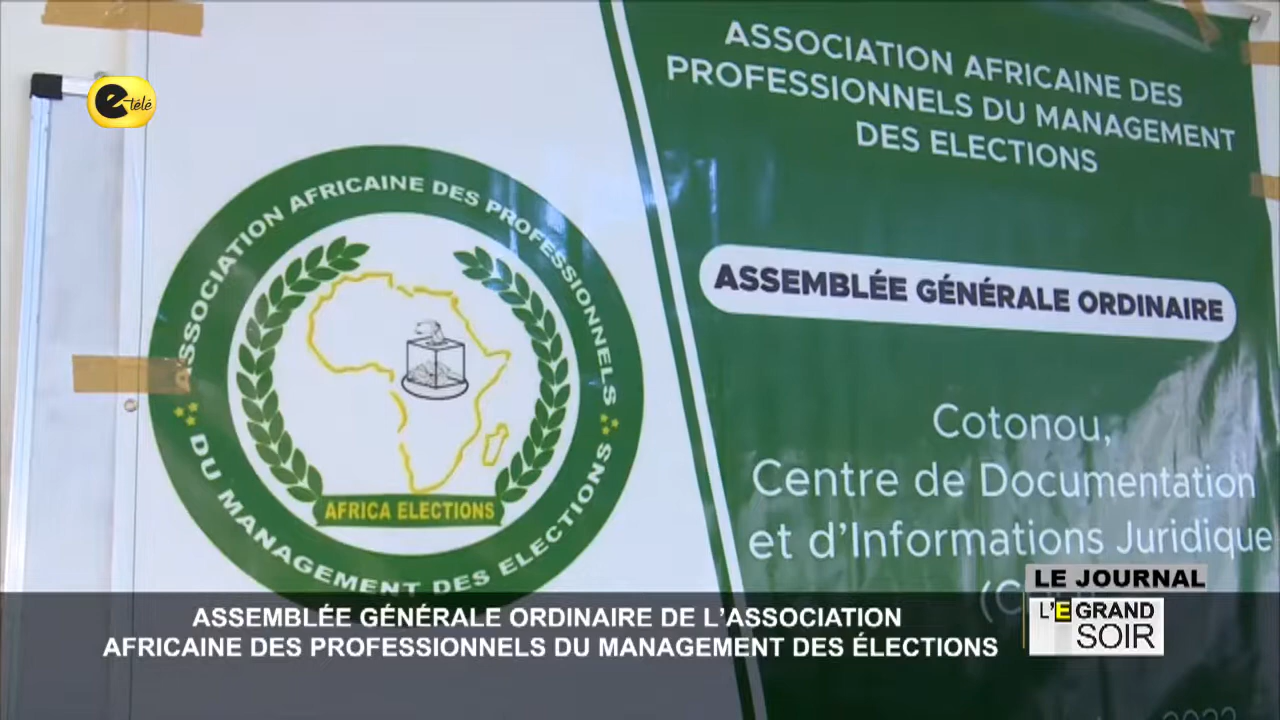 e-télé
ASSOCIATION AFRICAINE DES
PROFESSIONNELS DU MANAGEMENT
DES ELECTIONS
ASSEMBLÉE GÉNÉRALE ORDINAIRE
Cotonou,
Centre de Documentation
et d'Informations Juridique
ASSOCIATION AFRICAINE DES PROFESSIONNELS
DU MANAGEMENT DES ELECTIONS
AFRICA ELECTIONS
LE JOURNAL
L'E GRAND
SOIR
ASSEMBLÉE GÉNÉRALE ORDINAIRE DE L'ASSOCIATION
AFRICAINE DES PROFESSIONNELS DU MANAGEMENT DES ÉLECTIONS